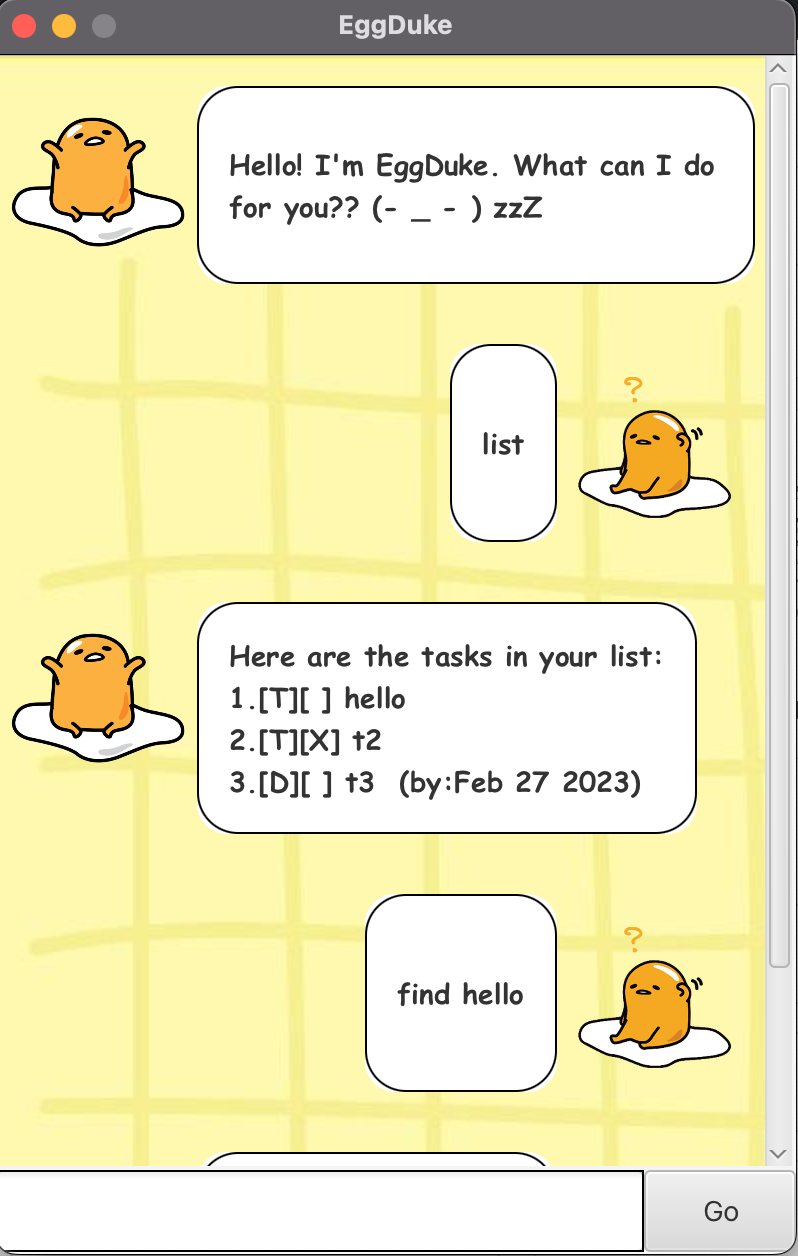 EggDuke
Hello! I'm EggDuke. What can I do
for you?? (- _ - ) zzZ
?
list
Here are the tasks in your list:
1.[T][ ] hello
2.[T][X] t2
3.[D][ ] t3  (by:Feb 27 2023)
?
find hello
Go